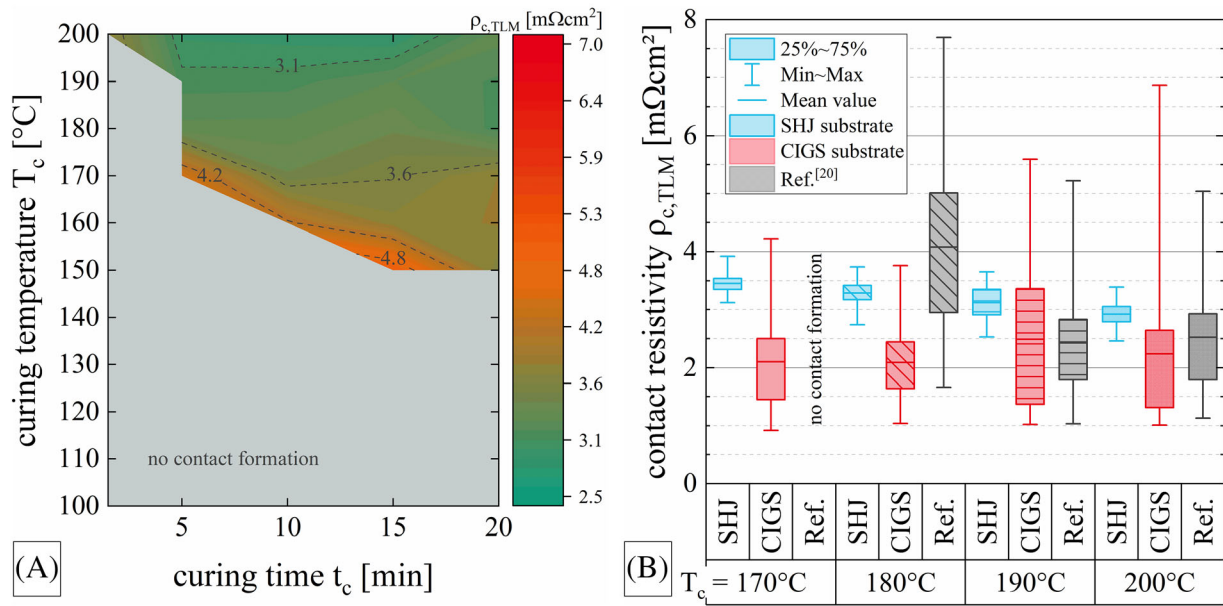 ρc,TLM [mΩcm²]
200
190
180
170
160
150
140
130
120
110
100
curing temperature Tc [°C]
3.1
3.6
4.2
4.8
no contact formation
5
10
15
20
curing time tc [min]
7.0
6.4
5.9
5.3
4.8
4.2
3.6
3.1
2.5
(A)
8
6
4
2
0
contact resistivity ρc,TLM [mΩcm²]
25%~75%
Min~Max
Mean value
SHJ substrate
CIGS substrate
Ref.[20]
no contact formation
SHJ
CIGS
Ref.
SHJ
CIGS
Ref.
SHJ
CIGS
Ref.
SHJ
CIGS
Ref.
Tc = 170°C
180°C
190°C
200°C
(B)